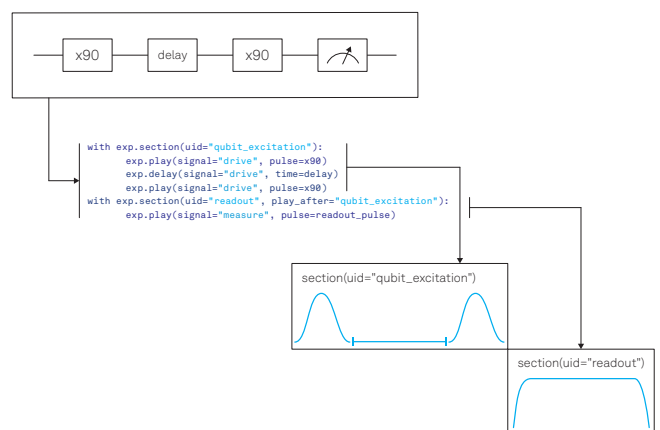 x90 delay x90
with exp.section(uid="qubit_excitation"):
exp.play(signal="drive", pulse=x90)
exp.delay(signal="drive", time=delay)
exp.play(signal="drive", pulse=x90)
with exp.section(uid="readout", play_after="qubit_excitation"):
exp.play(signal="measure", pulse=readout_pulse)
section(uid="qubit_excitation")
section(uid="readout")